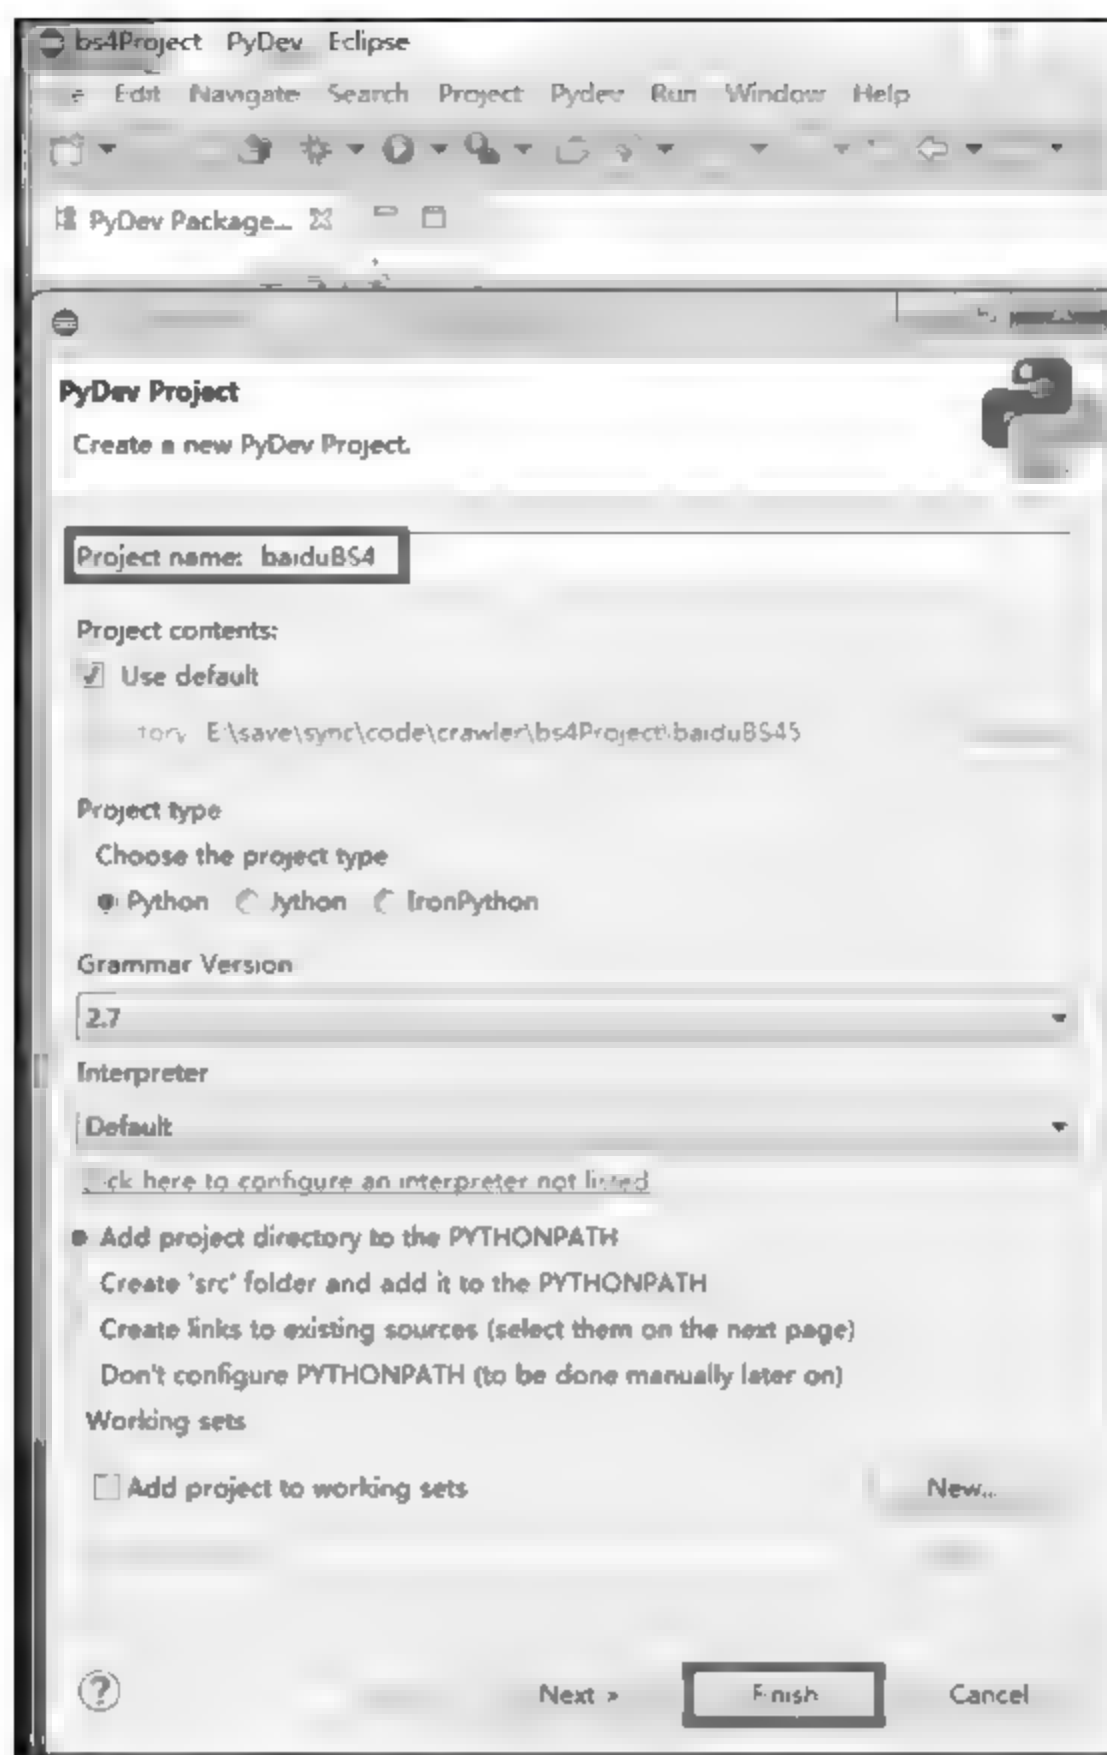 bs4Project PyDev Eclipse
Edit Navigate Search Project Pydev Run Window Help
PyDev Package...
PyDev Project
Create a new PyDev Project.
Project name: baiduBS4
Project contents:
Use default
tory E:\save\sync\code\crawler\bs4Project\baiduBS45
Project type
Choose the project type
Python Jython IronPython
Grammar Version
2.7
Interpreter
Default
ck here to configure an interpreter not listed
Add project directory to the PYTHONPATH
Create 'src' folder and add it to the PYTHONPATH
Create links to existing sources (select them on the next page)
Don't configure PYTHONPATH (to be done manually later on)
Working sets
Add project to working sets New...
? Next > Finish Cancel